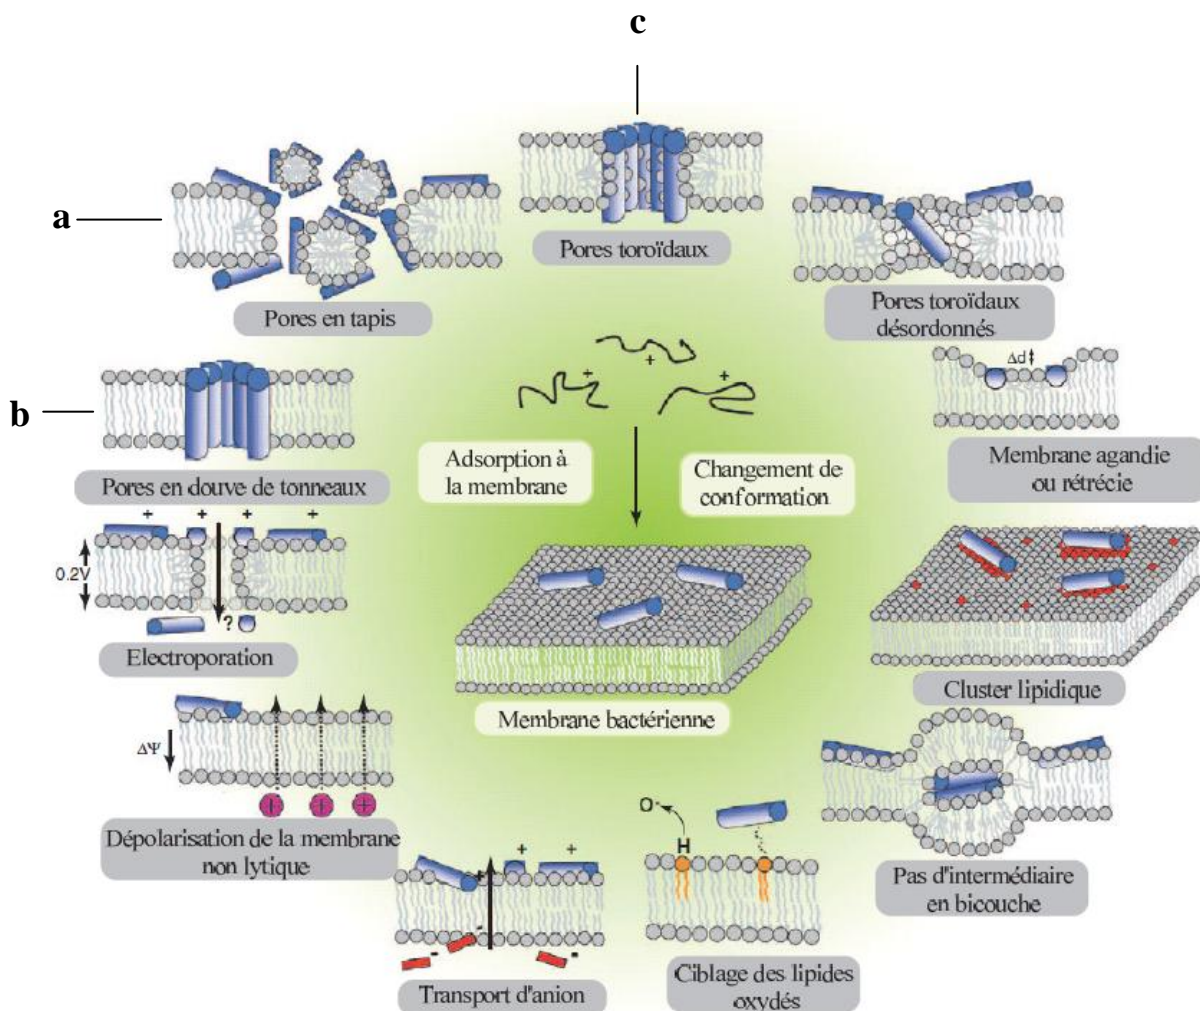 c
a
Pores en tapis
Pores toroïdaux
Pores toroïdaux
désordonnés
b
Pores en douve de tonneaux
+
+
+
Adsorption à
la membrane
Changement de
conformation
Δd
Membrane agandie
ou rétrécie
+ + + +
0.2V
?
Electroporation
Membrane bactérienne
Cluster lipidique
ΔΨ
+ + +
Dépolarisation de la membrane
non lytique
+ + +
- - -
Transport d'anion
O-
H
Ciblage des lipides
oxydés
Pas d'intermédiaire
en bicouche